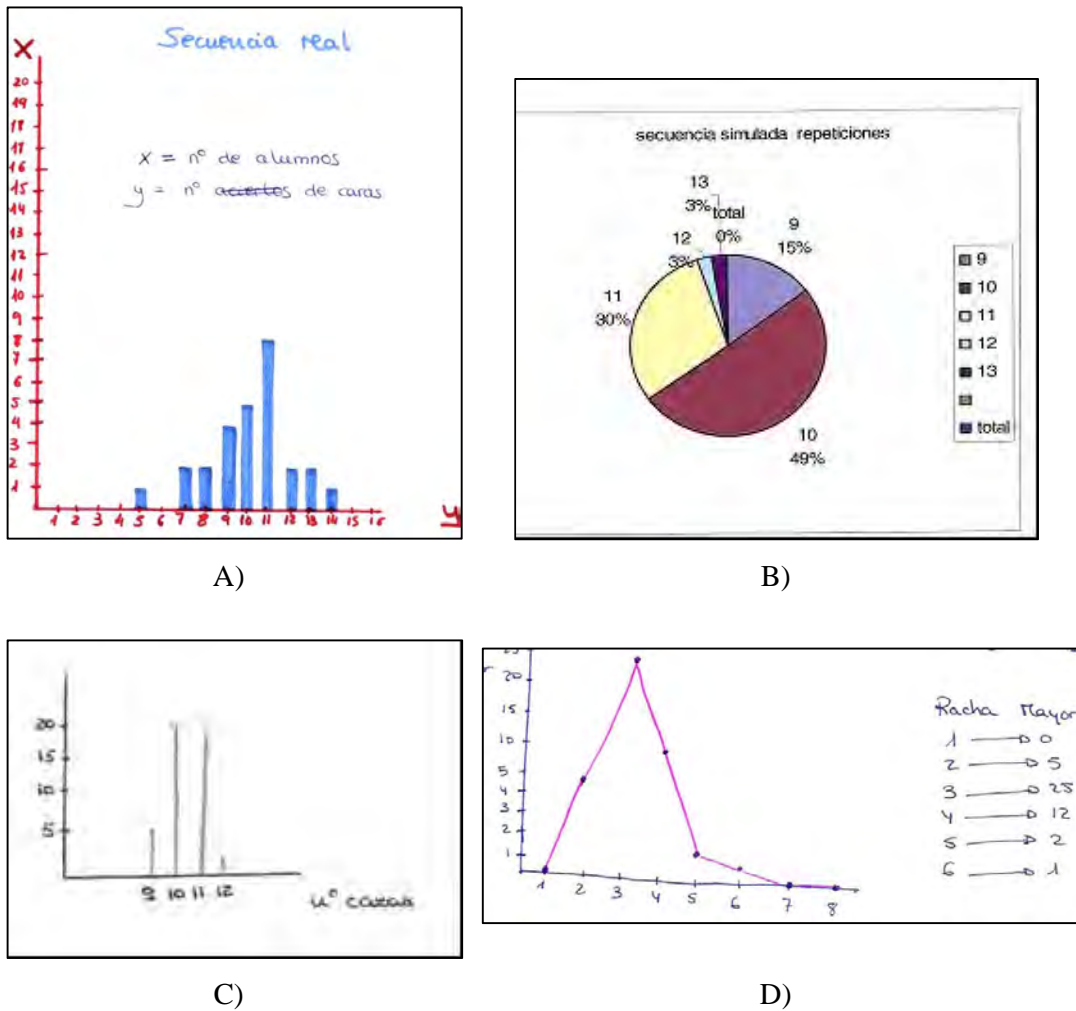 Secuencia real
X
20
19
18
17
16
15
14
13
12
11
10
9
8
7
6
5
4
3
2
1
x = nº de alumnos
y = nº aciertos de caras
1 2 3 4 5 6 7 8 9 10 11 12 13 14 15 16
y
A)
secuencia simulada repeticiones
13
3%
total
0%
12
3%
9
15%
11
30%
10
49%
9
10
11
12
13
total
B)
20
15
10
5
9 10 11 12
nº caras
C)
25
20
15
10
5
4
3
2
1
1 2 3 4 5 6 7 8
Racha Mayor
1 → 0
2 → 5
3 → 25
4 → 12
5 → 2
6 → 1
D)